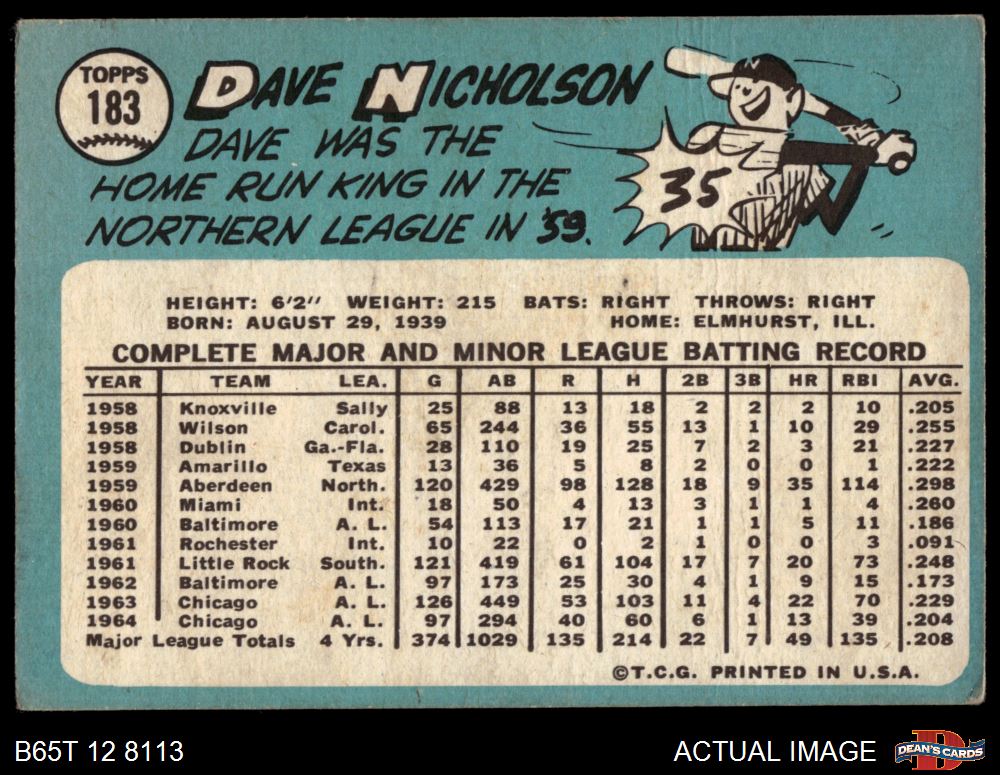 TOPPS
183
DAVE NICHOLSON
DAVE WAS THE
HOME RUN KING IN THE
NORTHERN LEAGUE IN '59.
N
35
HEIGHT: 6'2" WEIGHT: 215 BATS: RIGHT THROWS: RIGHT
BORN: AUGUST 29, 1939 HOME: ELMHURST, ILL.
COMPLETE MAJOR AND MINOR LEAGUE BATTING RECORD
YEAR TEAM LEA. G AB R H 2B 3B HR RBI AVG.
1958 Knoxville Sally 25 88 13 18 2 2 2 10 .205
1958 Wilson Carol. 65 244 36 55 13 1 10 29 .255
1958 Dublin Ga.-Fla. 28 110 19 25 7 2 3 21 .227
1959 Amarillo Texas 13 36 5 8 2 0 0 1 .222
1959 Aberdeen North. 120 429 98 128 18 9 35 114 .298
1960 Miami Int. 18 50 4 13 3 1 1 4 .260
1960 Baltimore A. L. 54 113 17 21 1 1 5 11 .186
1961 Rochester Int. 10 22 0 2 1 0 0 3 .091
1961 Little Rock South. 121 419 61 104 17 7 20 73 .248
1962 Baltimore A. L. 97 173 25 30 4 1 9 15 .173
1963 Chicago A. L. 126 449 53 103 11 4 22 70 .229
1964 Chicago A. L. 97 294 40 60 6 1 13 39 .204
Major League Totals 4 Yrs. 374 1029 135 214 22 7 49 135 .208
©T.C.G. PRINTED IN U.S.A.
B65T 12 8113
ACTUAL IMAGE
DEAN'S CARDS